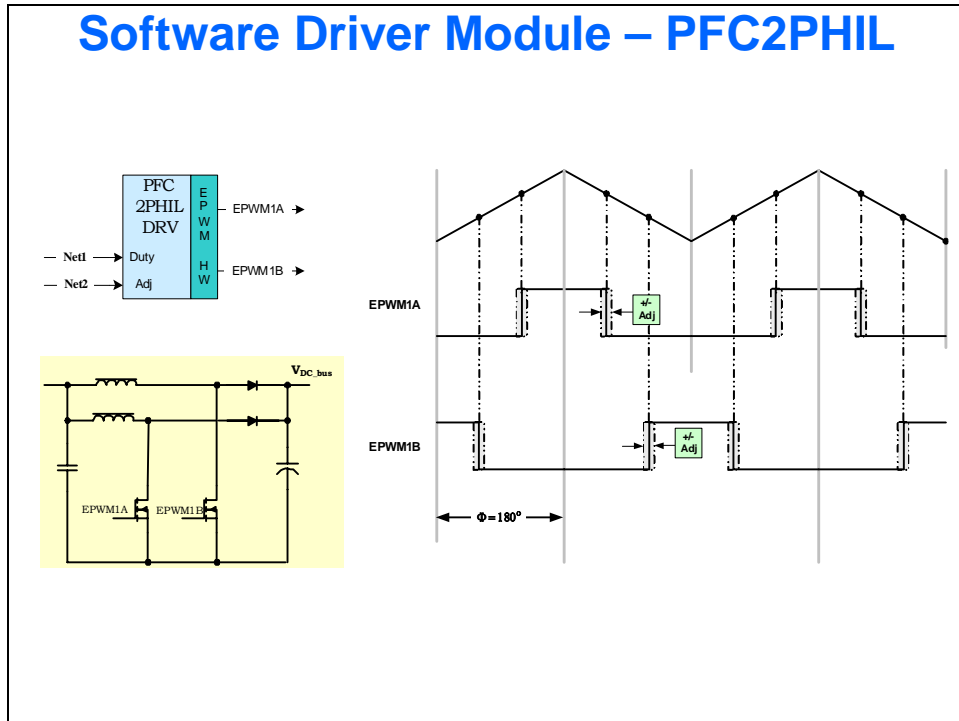 Software Driver Module – PFC2PHIL
PFC
2PHIL
DRV
E
P
W
M
H
W
EPWM1A
EPWM1B
Net1
Duty
Net2
Adj
VDC_bus
EPWM1A
EPWM1B
EPWM1A
+/-
Adj
EPWM1B
+/-
Adj
Φ=180°